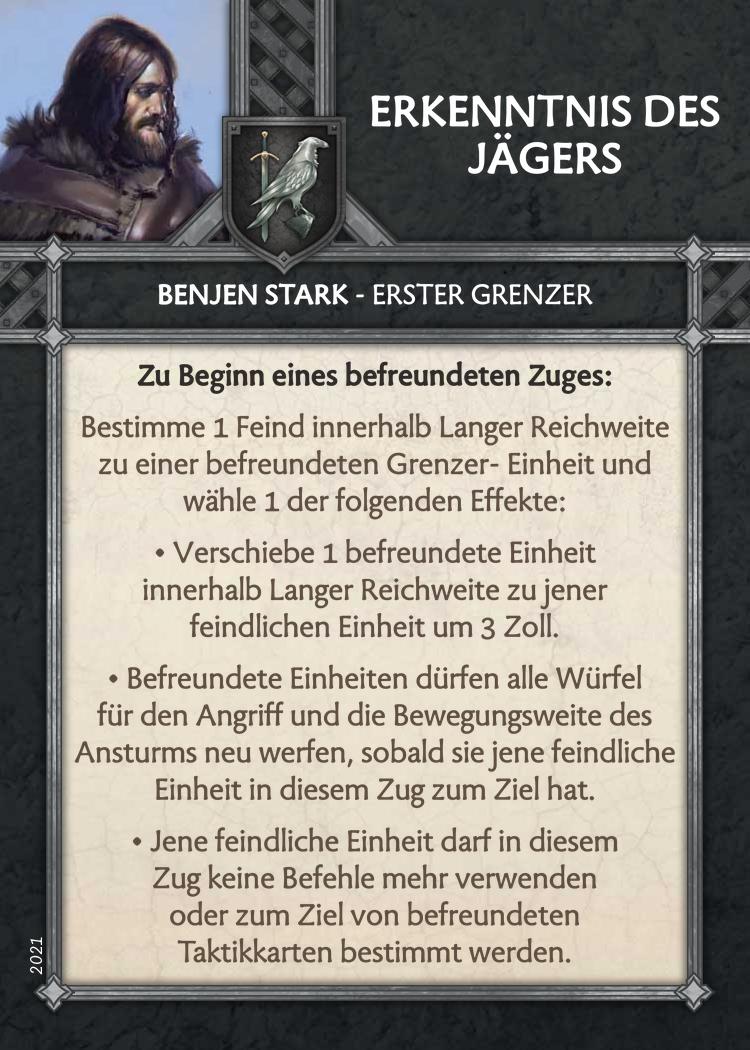 ERKENNTNIS DES
JÄGERS
BENJEN STARK - ERSTER GRENZER
Zu Beginn eines befreundeten Zuges:
Bestimme 1 Feind innerhalb Langer Reichweite
zu einer befreundeten Grenzer- Einheit und
wähle 1 der folgenden Effekte:
• Verschiebe 1 befreundete Einheit
innerhalb Langer Reichweite zu jener
feindlichen Einheit um 3 Zoll.
• Befreundete Einheiten dürfen alle Würfel
für den Angriff und die Bewegungsweite des
Ansturms neu werfen, sobald sie jene feindliche
Einheit in diesem Zug zum Ziel hat.
• Jene feindliche Einheit darf in diesem
Zug keine Befehle mehr verwenden
oder zum Ziel von befreundeten
Taktikkarten bestimmt werden.
2021